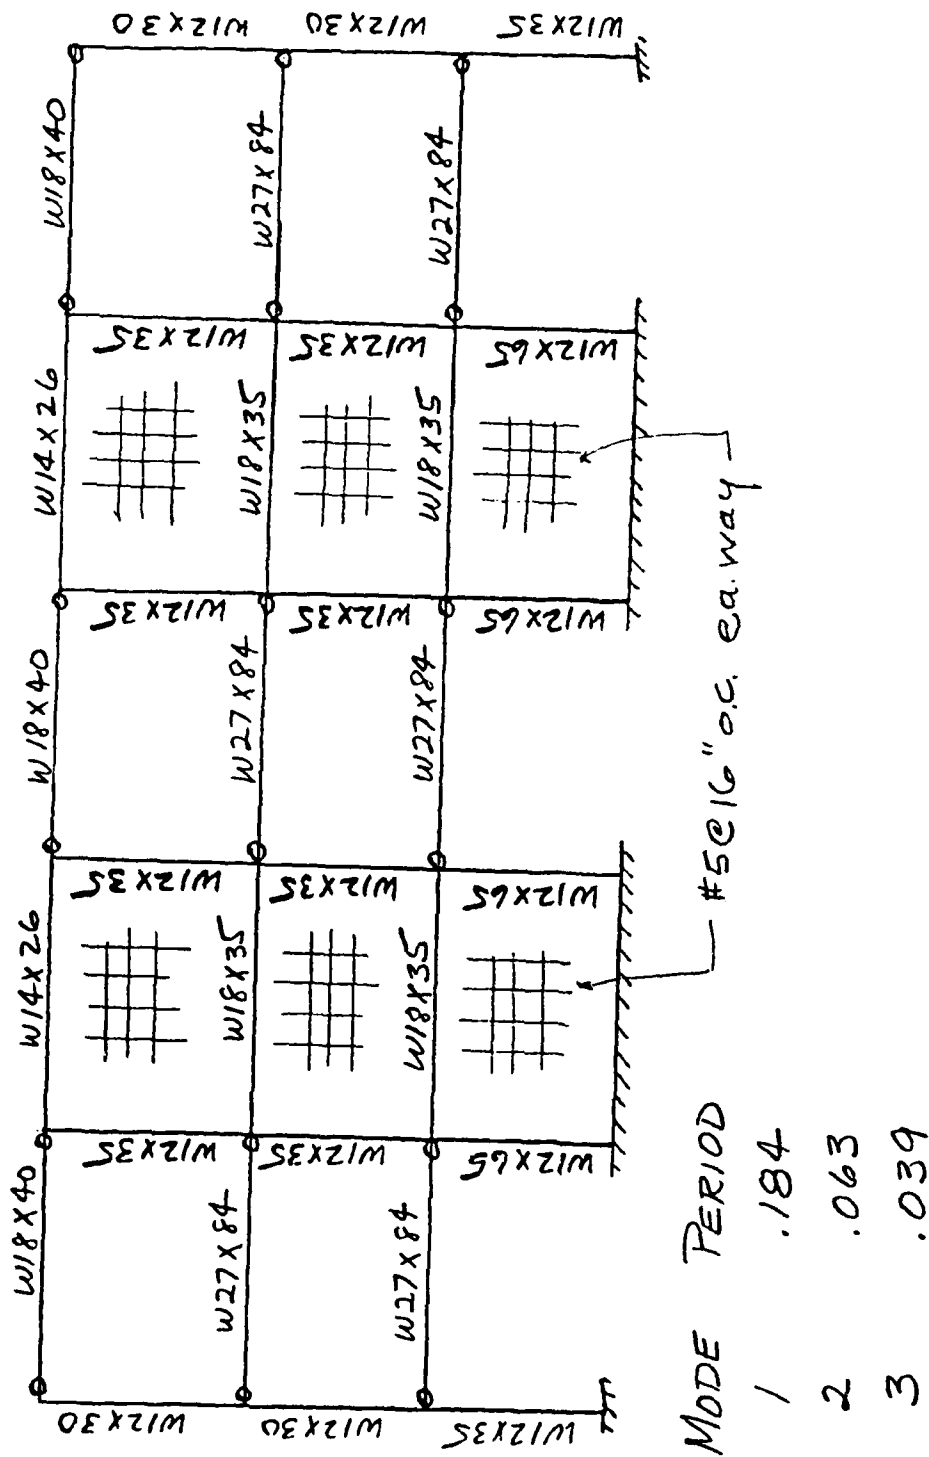 W18X40 W14X26 W18X40 W14X26 W18X40
W12X30 W12X35 W12X35 W12X35 W12X35 W12X30
W27X84 W18X35 W27X84 W18X35 W27X84
W12X30 W12X35 W12X35 W12X35 W12X35 W12X30
W27X84 W18X35 W27X84 W18X35 W27X84
W12X35 W12X65 W12X65 W12X65 W12X65 W12X35
#5@16" o.c. ea. way
MODE PERIOD
1 .184
2 .063
3 .039